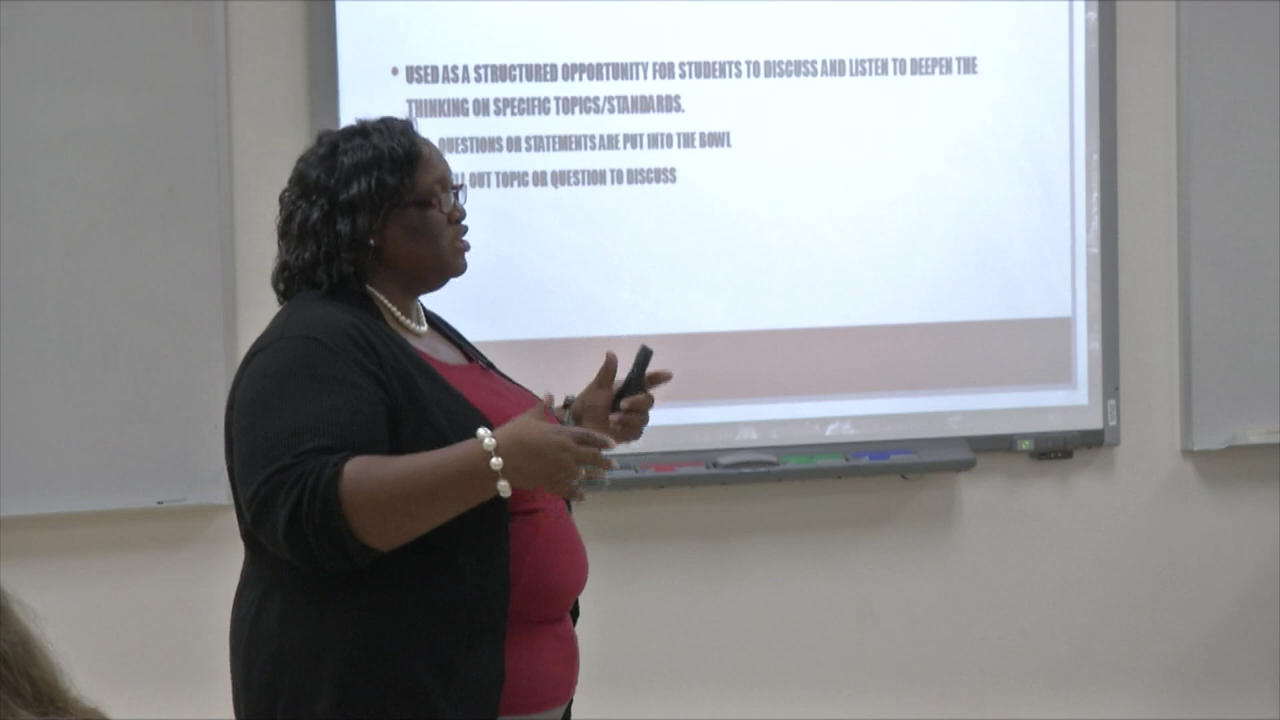 • USED AS A STRUCTURED OPPORTUNITY FOR STUDENTS TO DISCUSS AND LISTEN TO DEEPEN THE
THINKING ON SPECIFIC TOPICS/STANDARDS.
QUESTIONS OR STATEMENTS ARE PUT INTO THE BOWL
OUT TOPIC OR QUESTION TO DISCUSS